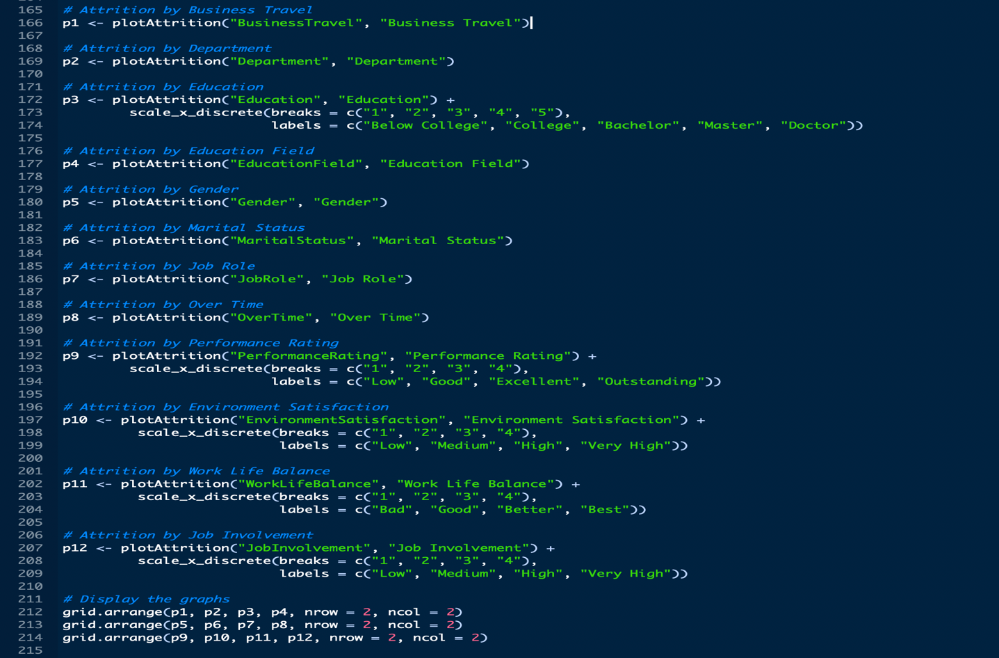 165 # Attrition by Business Travel
166 p1 <- plotAttrition("BusinessTravel", "Business Travel")
167
168 # Attrition by Department
169 p2 <- plotAttrition("Department", "Department")
170
171 # Attrition by Education
172 p3 <- plotAttrition("Education", "Education") +
173 scale_x_discrete(breaks = c("1", "2", "3", "4", "5"),
174 labels = c("Below College", "College", "Bachelor", "Master", "Doctor"))
175
176 # Attrition by Education Field
177 p4 <- plotAttrition("EducationField", "Education Field")
178
179 # Attrition by Gender
180 p5 <- plotAttrition("Gender", "Gender")
181
182 # Attrition by Marital Status
183 p6 <- plotAttrition("MaritalStatus", "Marital Status")
184
185 # Attrition by Job Role
186 p7 <- plotAttrition("JobRole", "Job Role")
187
188 # Attrition by Over Time
189 p8 <- plotAttrition("OverTime", "Over Time")
190
191 # Attrition by Performance Rating
192 p9 <- plotAttrition("PerformanceRating", "Performance Rating") +
193 scale_x_discrete(breaks = c("1", "2", "3", "4"),
194 labels = c("Low", "Good", "Excellent", "Outstanding"))
195
196 # Attrition by Environment Satisfaction
197 p10 <- plotAttrition("EnvironmentSatisfaction", "Environment Satisfaction") +
198 scale_x_discrete(breaks = c("1", "2", "3", "4"),
199 labels = c("Low", "Medium", "High", "Very High"))
200
201 # Attrition by Work Life Balance
202 p11 <- plotAttrition("WorkLifeBalance", "Work Life Balance") +
203 scale_x_discrete(breaks = c("1", "2", "3", "4"),
204 labels = c("Bad", "Good", "Better", "Best"))
205
206 # Attrition by Job Involvement
207 p12 <- plotAttrition("JobInvolvement", "Job Involvement") +
208 scale_x_discrete(breaks = c("1", "2", "3", "4"),
209 labels = c("Low", "Medium", "High", "Very High"))
210
211 # Display the graphs
212 grid.arrange(p1, p2, p3, p4, nrow = 2, ncol = 2)
213 grid.arrange(p5, p6, p7, p8, nrow = 2, ncol = 2)
214 grid.arrange(p9, p10, p11, p12, nrow = 2, ncol = 2)
215